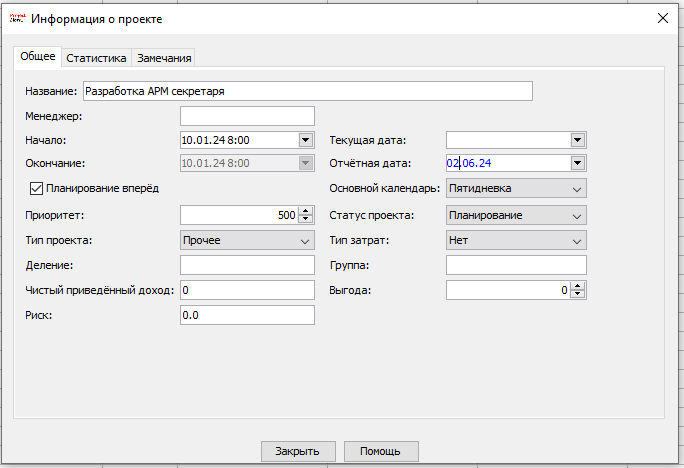 Информация о проекте
Общее Статистика Замечания
Название: Разработка АРМ секретаря
Менеджер:
Начало: 10.01.24 8:00 Текущая дата:
Окончание: 10.01.24 8:00 Отчётная дата: 02.06.24
Планирование вперёд Основной календарь: Пятидневка
Приоритет: 500 Статус проекта: Планирование
Тип проекта: Прочее Тип затрат: Нет
Деление: Группа:
Чистый приведённый доход: 0 Выгода: 0
Риск: 0.0
Закрыть Помощь